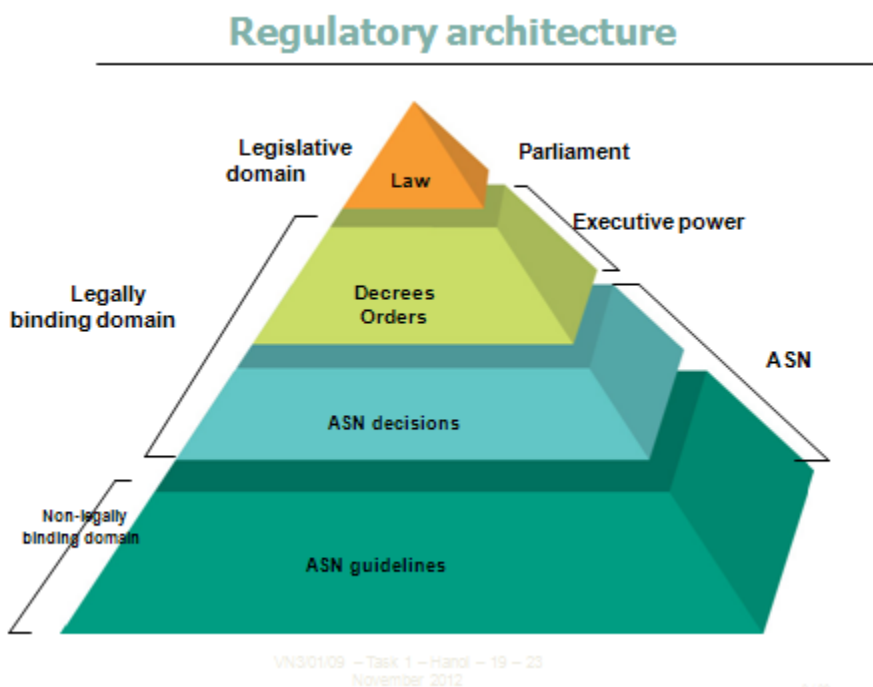 Regulatory architecture
Legislative
domain
Parliament
Law
Executive power
Legally
binding domain
Decrees
Orders
ASN
ASN decisions
Non-legally
binding domain
ASN guidelines
VN3/01/09 – Task 1 – Hanoi – 19 – 23
November 2012